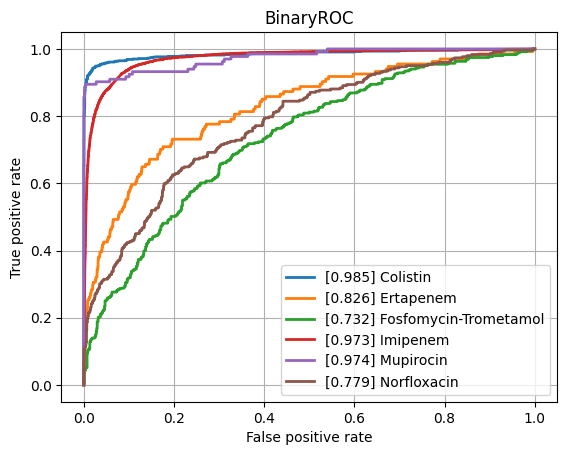 BinaryROC
True positive rate
1.0
0.8
0.6
0.4
0.2
0.0
[0.985] Colistin
[0.826] Ertapenem
[0.732] Fosfomycin-Trometamol
[0.973] Imipenem
[0.974] Mupirocin
[0.779] Norfloxacin
0.0 0.2 0.4 0.6 0.8 1.0
False positive rate